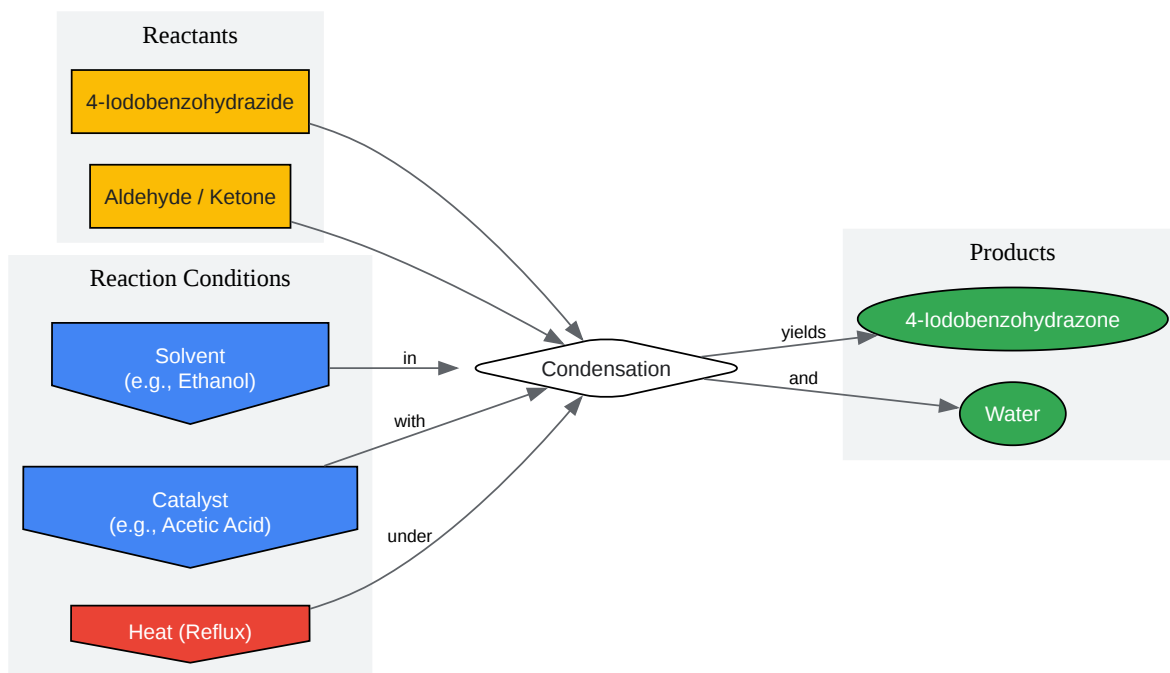 Reactants
4-Iodobenzohydrazide
Aldehyde / Ketone
Reaction Conditions
Solvent
(e.g., Ethanol)
in
Catalyst
(e.g., Acetic Acid)
with
Heat (Reflux)
under
Condensation
yields
and
Products
4-Iodobenzohydrazone
Water